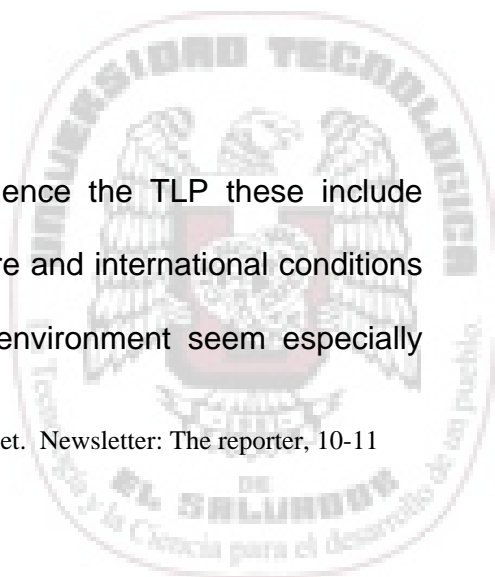 UNIVERSIDAD TECNOLOGICA
ence the TLP these include
re and international conditions
environment seem especially
et. Newsletter: The reporter, 10-11
DE
EL SALVADOR
y la Ciencia para el desarrollo de un pueblo.